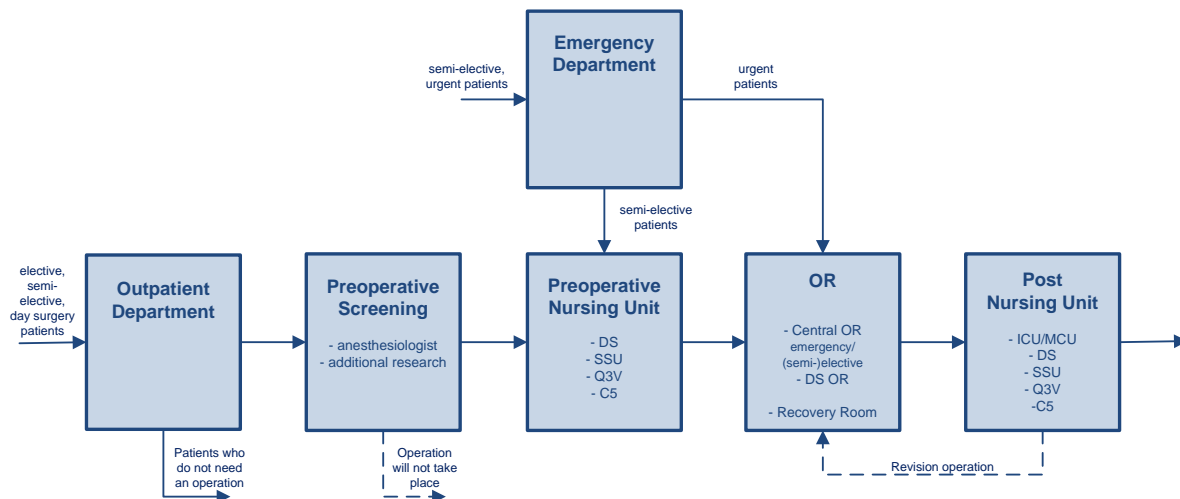 Emergency
Department
semi-elective,
urgent patients
urgent
patients
semi-elective
patients
elective,
semi-
elective,
day surgery
patients
Outpatient
Department
Preoperative
Screening
- anesthesiologist
- additional research
Preoperative
Nursing Unit
- DS
- SSU
- Q3V
- C5
OR
- Central OR
emergency/
(semi-)elective
- DS OR
- Recovery Room
Post
Nursing Unit
- ICU/MCU
- DS
- SSU
- Q3V
-C5
Patients who
do not need
an operation
Operation
will not take
place
Revision operation